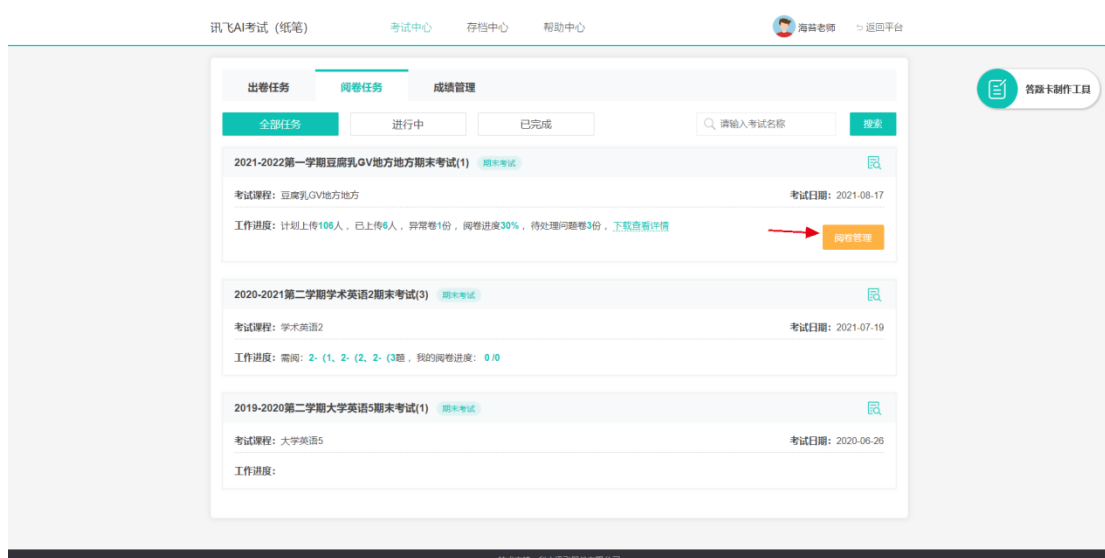 讯飞AI考试（纸笔） 考试中心 存档中心 帮助中心 海苔老师 返回平台
出卷任务 阅卷任务 成绩管理
答题卡制作工具
全部任务 进行中 已完成 请输入考试名称 搜索
2021-2022第一学期豆腐乳GV地方地方期末考试(1) 期末考试
考试课程：豆腐乳GV地方地方 考试日期：2021-08-17
工作进度：计划上传106人，已上传6人，异常卷1份，阅卷进度30%，待处理问题卷3份，下载查看详情
阅卷管理
2020-2021第二学期学术英语2期末考试(3) 期末考试
考试课程：学术英语2 考试日期：2021-07-19
工作进度：需阅：2- (1、2- (2、2- (3题，我的阅卷进度： 0 /0
2019-2020第二学期大学英语5期末考试(1) 期末考试
考试课程：大学英语5 考试日期：2020-06-26
工作进度：